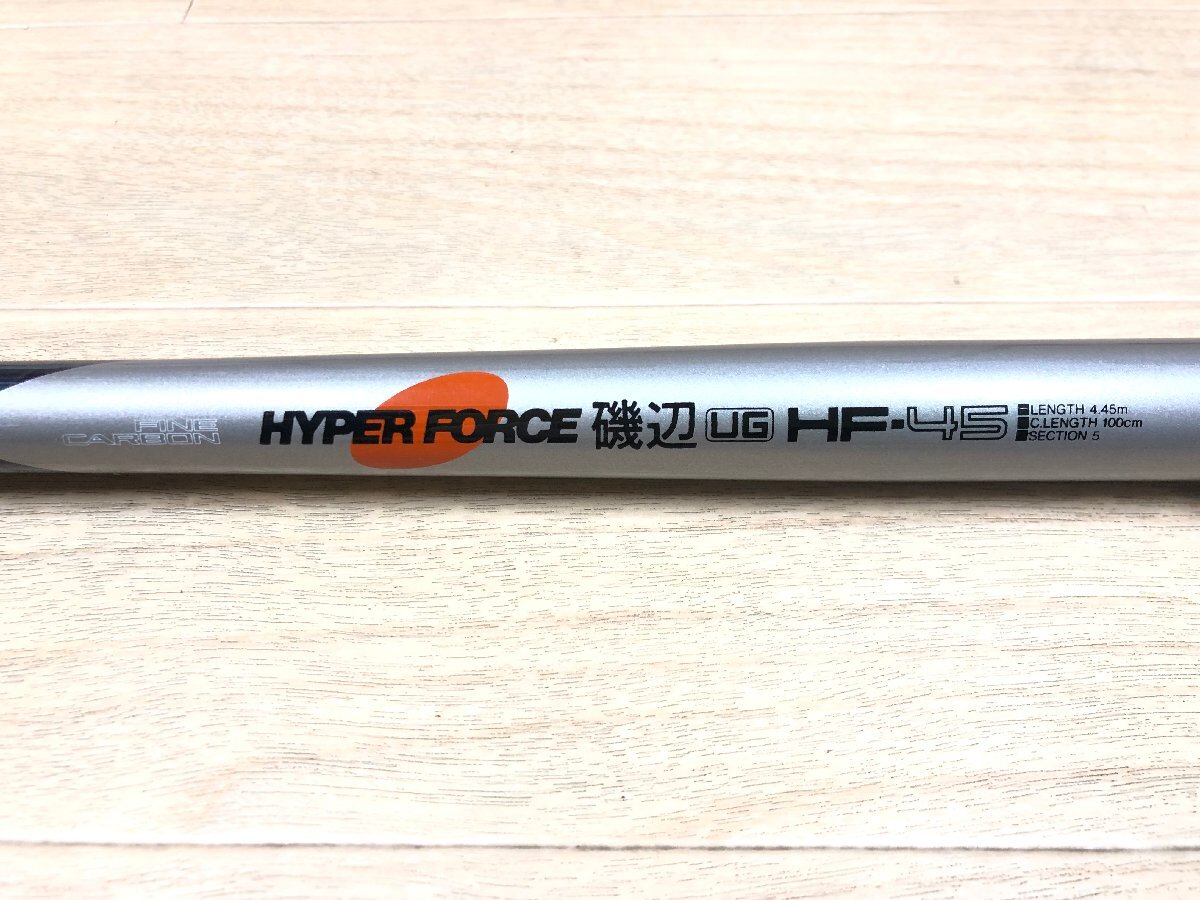 FINE
CARBON
HYPER FORCE 磯辺 UG HF-45
LENGTH 4.45m
C.LENGTH 100cm
SECTION 5